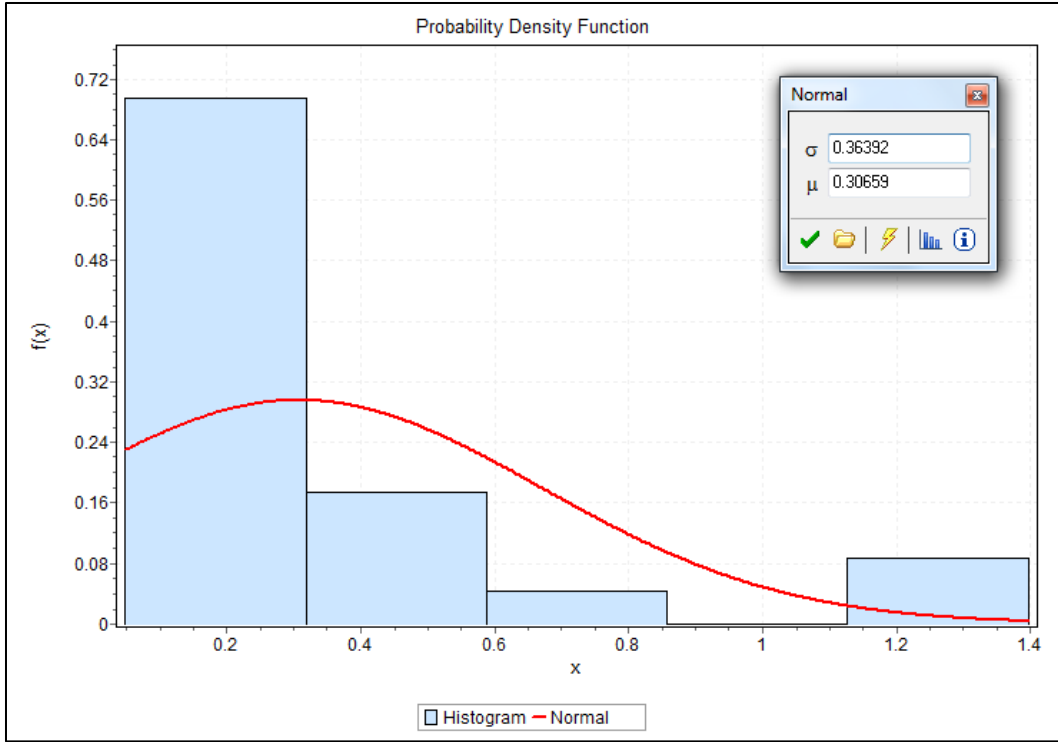 Probability Density Function
Normal
σ 0.36392
μ 0.30659
f(x)
0.72
0.64
0.56
0.48
0.4
0.32
0.24
0.16
0.08
0
0.2 0.4 0.6 0.8 1 1.2 1.4
x
Histogram Normal